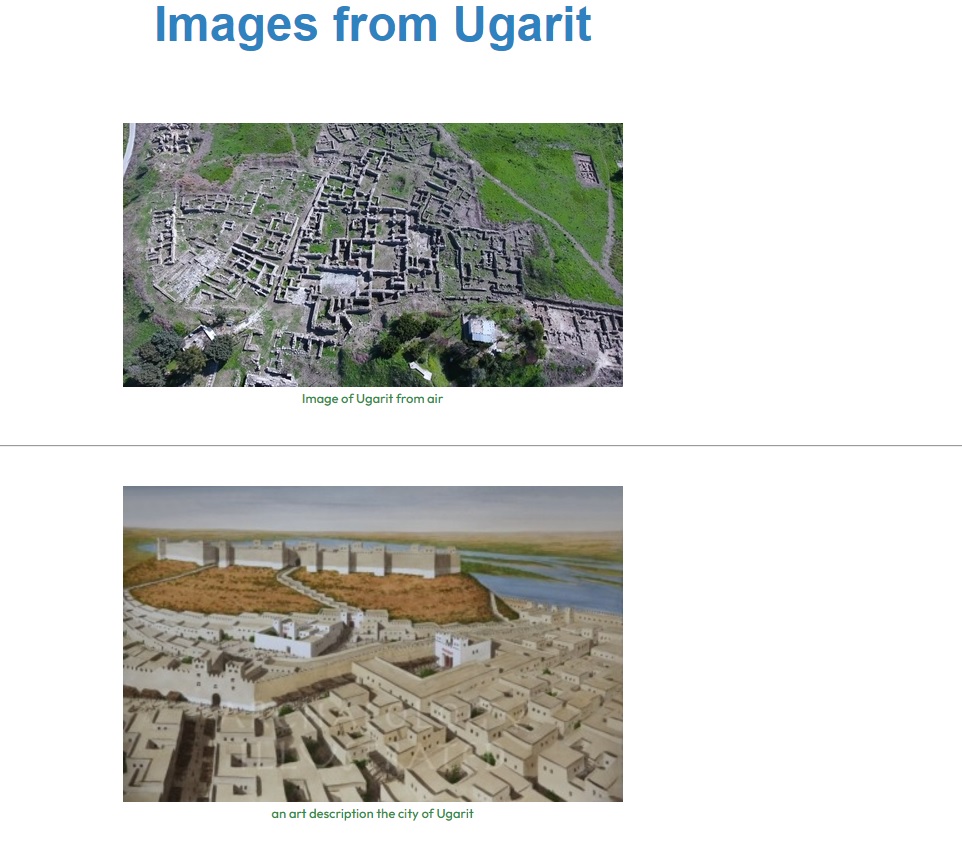 Images from Ugarit
Image of Ugarit from air
an art description the city of Ugarit